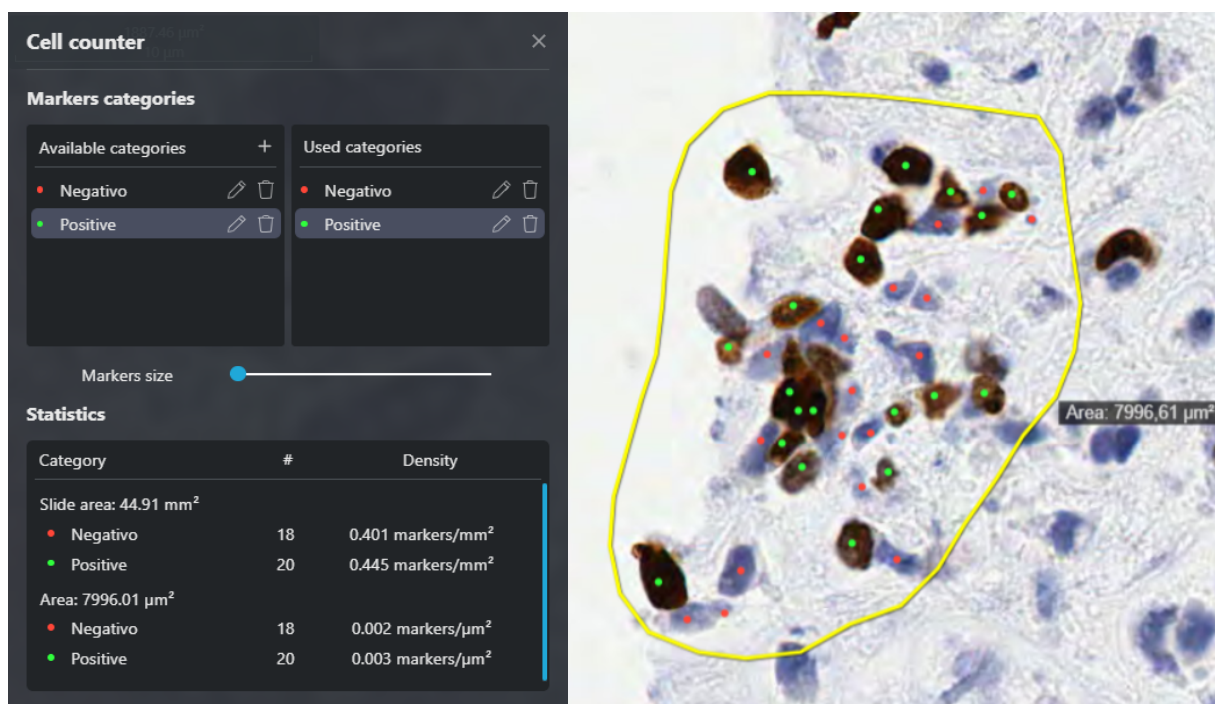 Cell counter
Markers categories
Available categories +
Negativo
Positive
Used categories
Negativo
Positive
Markers size
Statistics
Category # Density
Slide area: 44.91 mm²
Negativo 18 0.401 markers/mm²
Positive 20 0.445 markers/mm²
Area: 7996.01 µm²
Negativo 18 0.002 markers/µm²
Positive 20 0.003 markers/µm²
Area: 7996,61 µm²